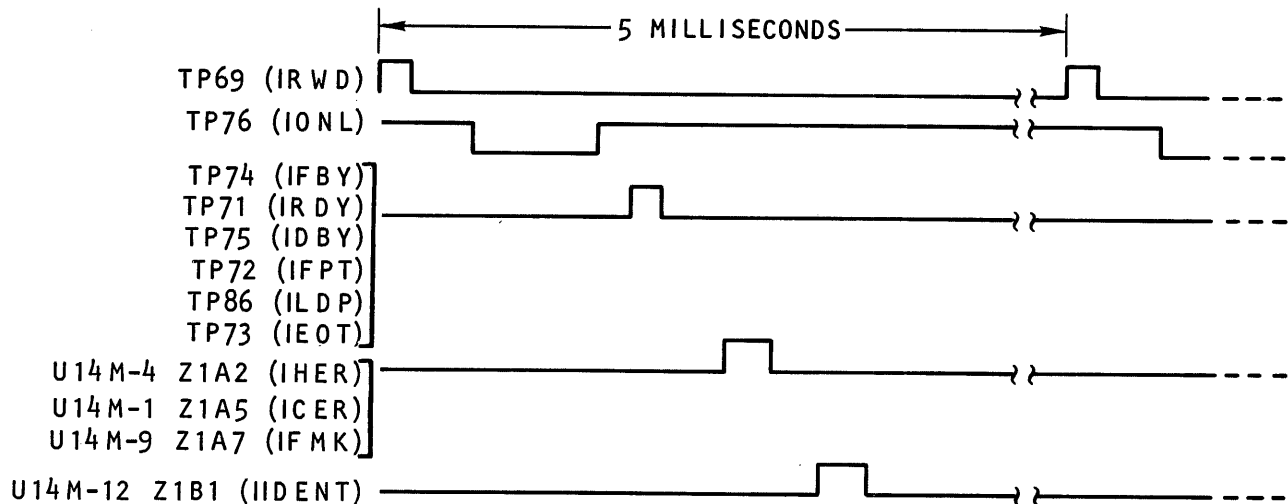 5 MILLISECONDS
TP69 (IRWD)
TP76 (IONL)
TP74 (IFBY)
TP71 (IRDY)
TP75 (IDBY)
TP72 (IFPT)
TP86 (ILDP)
TP73 (IEOT)
U14M-4 Z1A2 (IHER)
U14M-1 Z1A5 (ICER)
U14M-9 Z1A7 (IFMK)
U14M-12 Z1B1 (IIDENT)